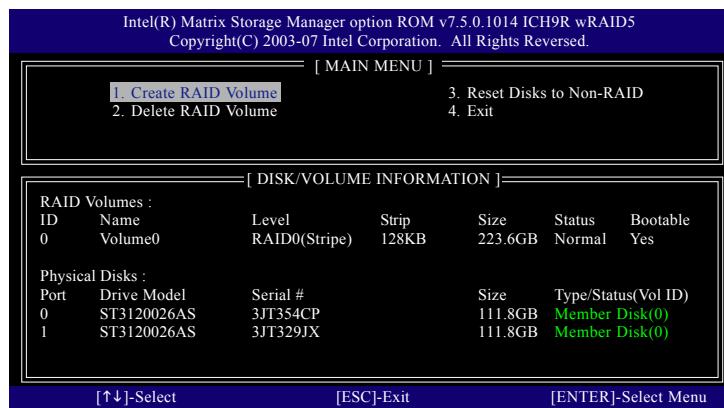 Intel(R) Matrix Storage Manager option ROM v7.5.0.1014 ICH9R wRAID5
Copyright(C) 2003-07 Intel Corporation. All Rights Reversed.
[ MAIN MENU ]
1. Create RAID Volume 3. Reset Disks to Non-RAID
2. Delete RAID Volume 4. Exit
[ DISK/VOLUME INFORMATION ]
RAID Volumes :
ID Name Level Strip Size Status Bootable
0 Volume0 RAID0(Stripe) 128KB 223.6GB Normal Yes
Physical Disks :
Port Drive Model Serial # Size Type/Status(Vol ID)
0 ST3120026AS 3JT354CP 111.8GB Member Disk(0)
1 ST3120026AS 3JT329JX 111.8GB Member Disk(0)
[↑↓]-Select [ESC]-Exit [ENTER]-Select Menu